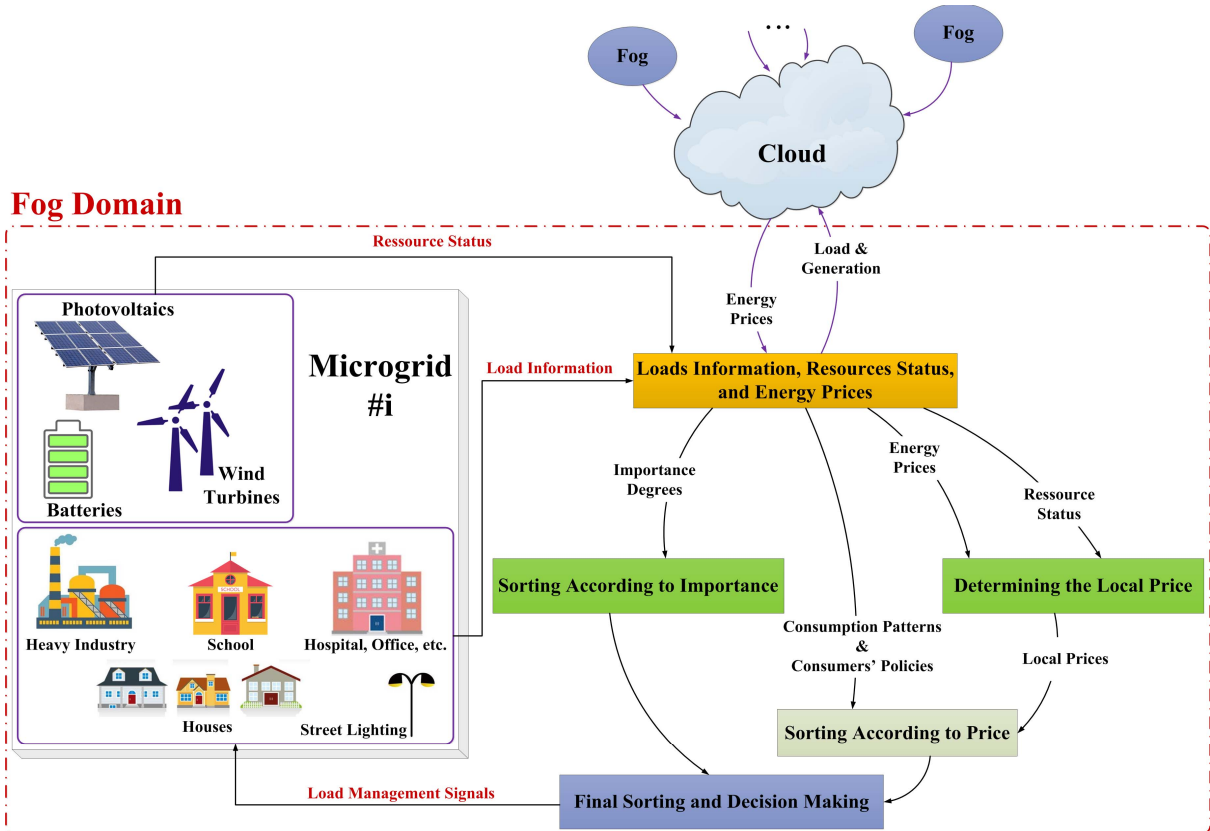 ...
Fog
Fog
Cloud
Fog Domain
Ressource Status
Load &
Generation
Energy
Prices
Photovoltaics
Microgrid
#i
Wind
Turbines
Batteries
Load Information
Loads Information, Resources Status,
and Energy Prices
Importance
Degrees
Energy
Prices
Ressource
Status
Sorting According to Importance
Determining the Local Price
Heavy Industry
SCHOOL
School
Hospital, Office, etc.
Houses
Street Lighting
Consumption Patterns
&
Consumers' Policies
Local Prices
Sorting According to Price
Load Management Signals
Final Sorting and Decision Making